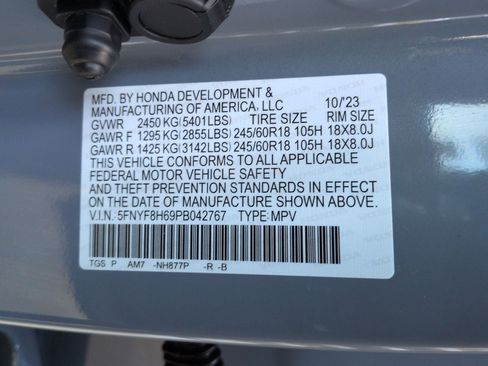 MFD. BY HONDA DEVELOPMENT &
MANUFACTURING OF AMERICA, LLC 10/'23
GVWR 2450 KG(5401LBS) TIRE SIZE RIM SIZE
GAWR F 1295 KG(2855LBS) 245/60R18 105H 18X8.0J
GAWR R 1425 KG(3142LBS) 245/60R18 105H 18X8.0J
THIS VEHICLE CONFORMS TO ALL APPLICABLE
FEDERAL MOTOR VEHICLE SAFETY
AND THEFT PREVENTION STANDARDS IN EFFECT
ON THE DATE OF MANUFACTURE SHOWN ABOVE.
V.I.N.: 5FNYF8H69PB042767 TYPE: MPV
TGS P AM7 -NH877P -R -B